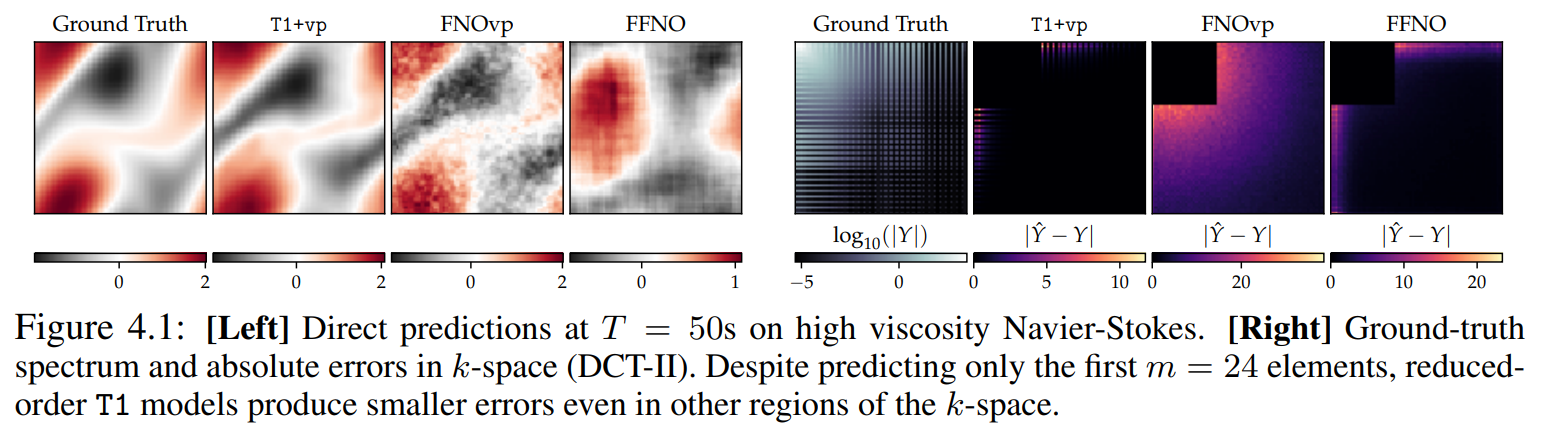 Ground Truth T1+vp FNOvp FFNO Ground Truth T1+vp FNOvp FFNO
log₁₀(|Y|) |Ŷ − Y| |Ŷ − Y| |Ŷ − Y|
0 2 0 2 0 2 0 1 −5 0 0 5 10 0 20 0 10 20
Figure 4.1: [Left] Direct predictions at T = 50s on high viscosity Navier-Stokes. [Right] Ground-truth
spectrum and absolute errors in k-space (DCT-II). Despite predicting only the first m = 24 elements, reduced-
order T1 models produce smaller errors even in other regions of the k-space.